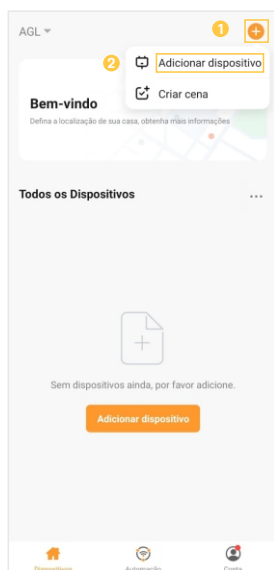 AGL
1
2
Adicionar dispositivo
Criar cena
Bem-vindo
Defina a localização de sua casa, obtenha mais informações
Todos os Dispositivos
...
Sem dispositivos ainda, por favor adicione.
Adicionar dispositivo
Dispositivos
Automação
Conta